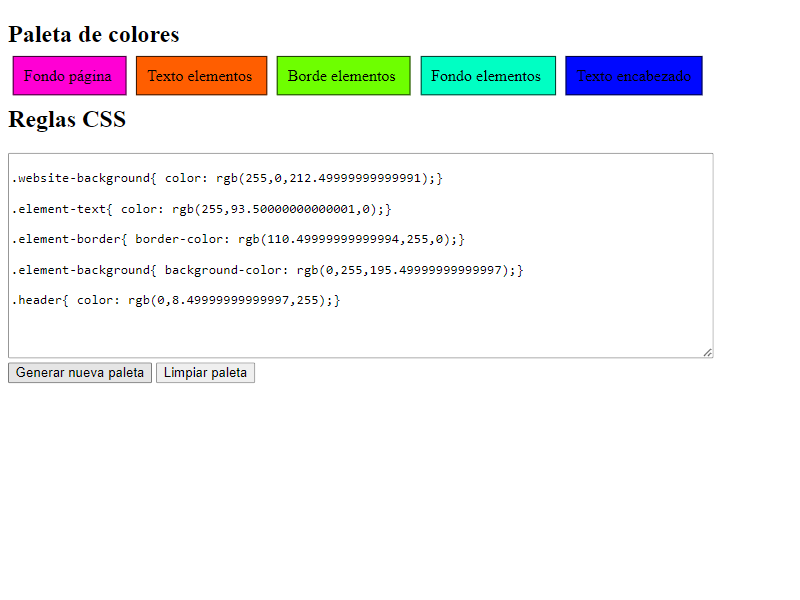 Paleta de colores
Fondo página Texto elementos Borde elementos Fondo elementos Texto encabezado
Reglas CSS
.website-background{ color: rgb(255,0,212.49999999999991);}
.element-text{ color: rgb(255,93.50000000000001,0);}
.element-border{ border-color: rgb(110.49999999999994,255,0);}
.element-background{ background-color: rgb(0,255,195.49999999999997);}
.header{ color: rgb(0,8.49999999999997,255);}
Generar nueva paleta Limpiar paleta